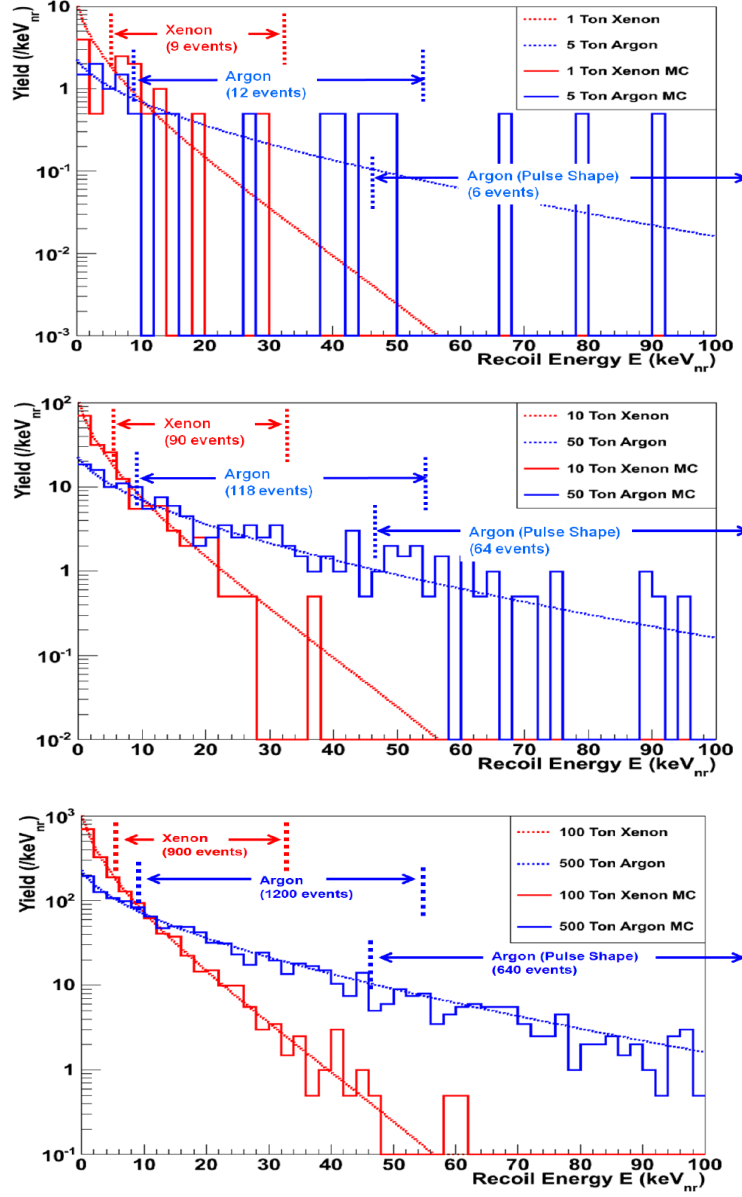 10
1
10⁻¹
10⁻²
10⁻³
Yield (/keVₙᵣ)
Xenon
(9 events)
Argon
(12 events)
Argon (Pulse Shape)
(6 events)
1 Ton Xenon
5 Ton Argon
1 Ton Xenon MC
5 Ton Argon MC
0 10 20 30 40 50 60 70 80 90 100
Recoil Energy E (keVₙᵣ)
10²
10
1
10⁻¹
10⁻²
Yield (/keVₙᵣ)
Xenon
(90 events)
Argon
(118 events)
Argon (Pulse Shape)
(64 events)
10 Ton Xenon
50 Ton Argon
10 Ton Xenon MC
50 Ton Argon MC
0 10 20 30 40 50 60 70 80 90 100
Recoil Energy E (keVₙᵣ)
10³
10²
10
1
10⁻¹
Yield (/keVₙᵣ)
Xenon
(900 events)
Argon
(1200 events)
Argon (Pulse Shape)
(640 events)
100 Ton Xenon
500 Ton Argon
100 Ton Xenon MC
500 Ton Argon MC
0 10 20 30 40 50 60 70 80 90 100
Recoil Energy E (keVₙᵣ)